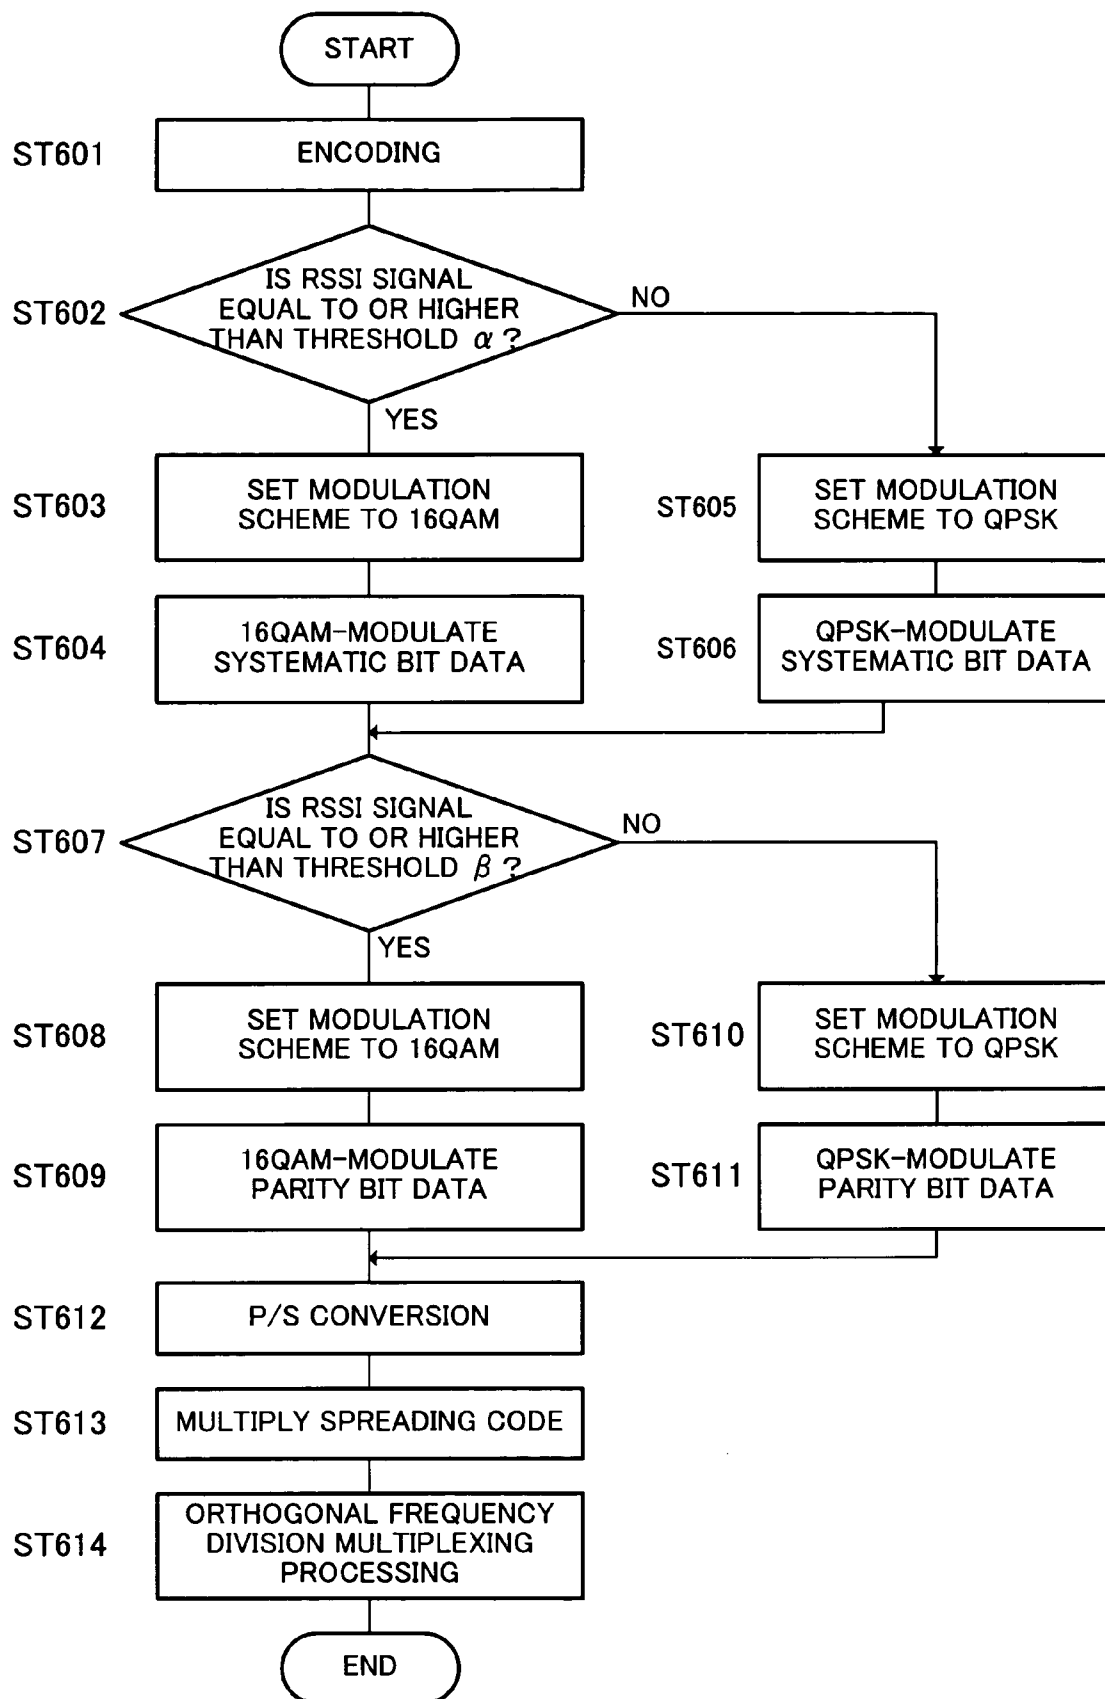 START
ST601
ENCODING
ST602
IS RSSI SIGNAL
EQUAL TO OR HIGHER
THAN THRESHOLD α ?
NO
YES
ST603
SET MODULATION
SCHEME TO 16QAM
ST605
SET MODULATION
SCHEME TO QPSK
ST604
16QAM-MODULATE
SYSTEMATIC BIT DATA
ST606
QPSK-MODULATE
SYSTEMATIC BIT DATA
ST607
IS RSSI SIGNAL
EQUAL TO OR HIGHER
THAN THRESHOLD β ?
NO
YES
ST608
SET MODULATION
SCHEME TO 16QAM
ST610
SET MODULATION
SCHEME TO QPSK
ST609
16QAM-MODULATE
PARITY BIT DATA
ST611
QPSK-MODULATE
PARITY BIT DATA
ST612
P/S CONVERSION
ST613
MULTIPLY SPREADING CODE
ST614
ORTHOGONAL FREQUENCY
DIVISION MULTIPLEXING
PROCESSING
END